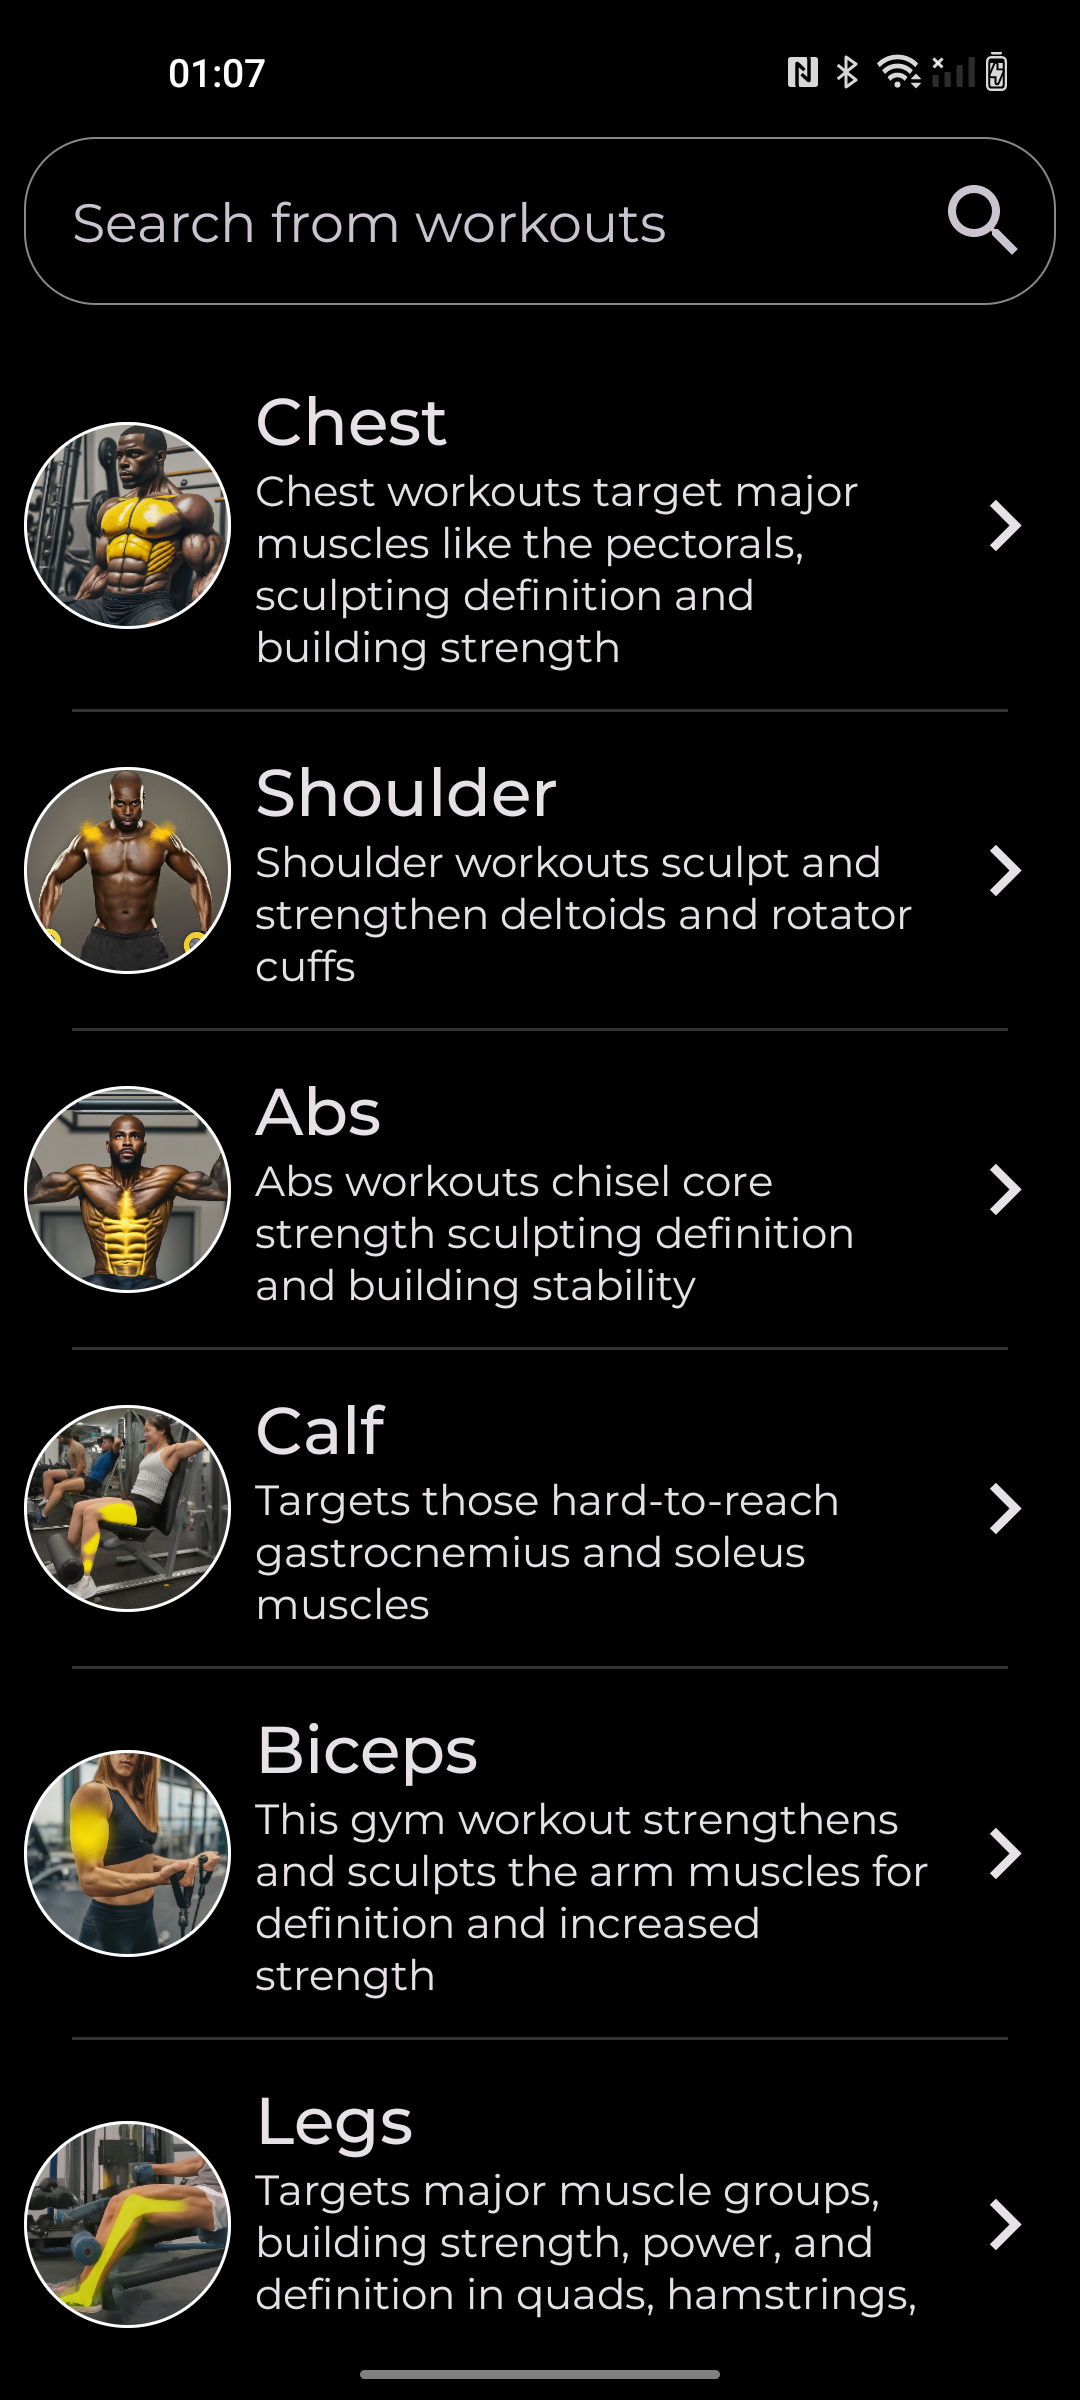 01:07
Search from workouts
Chest
Chest workouts target major
muscles like the pectorals,
sculpting definition and
building strength
Shoulder
Shoulder workouts sculpt and
strengthen deltoids and rotator
cuffs
Abs
Abs workouts chisel core
strength sculpting definition
and building stability
Calf
Targets those hard-to-reach
gastrocnemius and soleus
muscles
Biceps
This gym workout strengthens
and sculpts the arm muscles for
definition and increased
strength
Legs
Targets major muscle groups,
building strength, power, and
definition in quads, hamstrings,